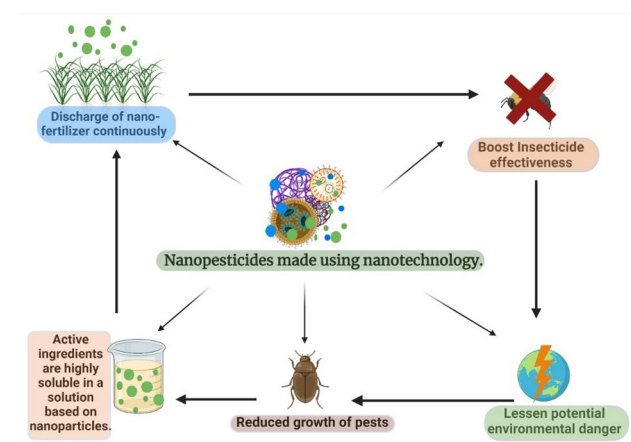 Discharge of nano-
fertilizer continuously
Boost Insecticide
effectiveness
Nanopesticides made using nanotechnology.
Active
ingredients
are highly
soluble in a
solution
based on
nanoparticles.
Reduced growth of pests
Lessen potential
environmental danger